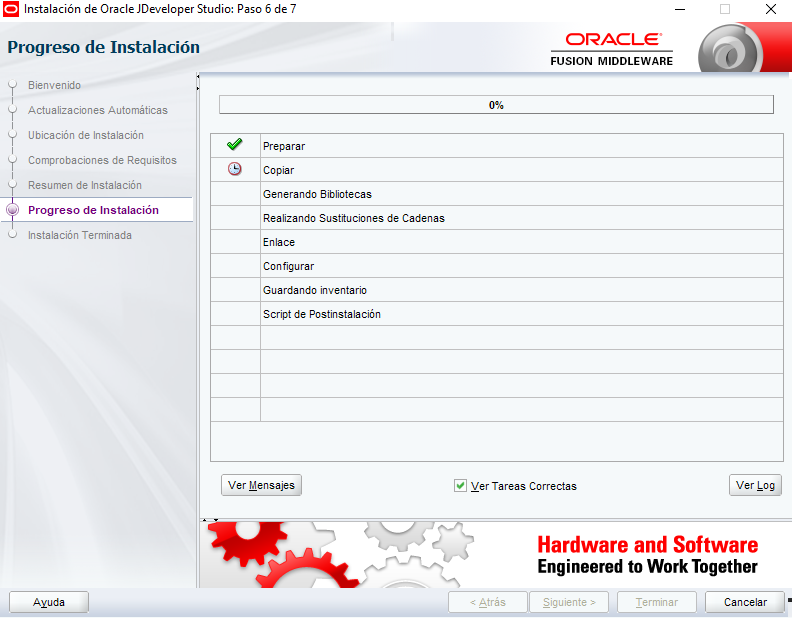 Instalación de Oracle JDeveloper Studio: Paso 6 de 7
Progreso de Instalación
ORACLE
FUSION MIDDLEWARE
Bienvenido
Actualizaciones Automáticas
Ubicación de Instalación
Comprobaciones de Requisitos
Resumen de Instalación
Progreso de Instalación
Instalación Terminada
0%
Preparar
Copiar
Generando Bibliotecas
Realizando Sustituciones de Cadenas
Enlace
Configurar
Guardando inventario
Script de Postinstalación
Ver Mensajes
Ver Tareas Correctas
Ver Log
Hardware and Software
Engineered to Work Together
Ayuda
< Atrás
Siguiente >
Terminar
Cancelar